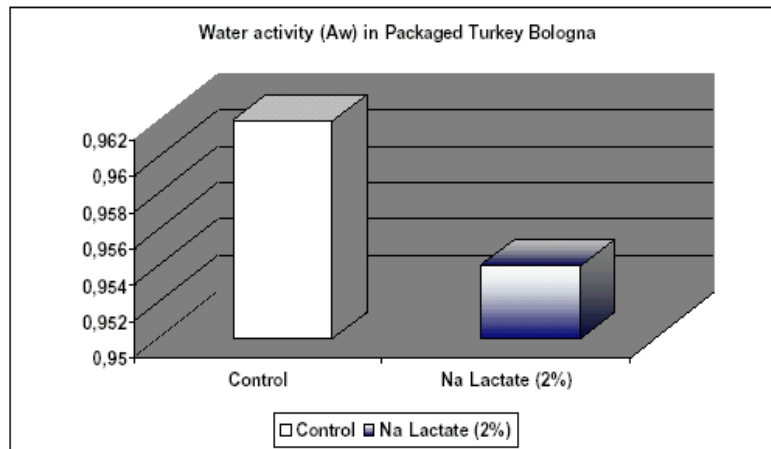 Water activity (Aw) in Packaged Turkey Bologna
0,962
0,96
0,958
0,956
0,954
0,952
0,95
Control Na Lactate (2%)
Control Na Lactate (2%)